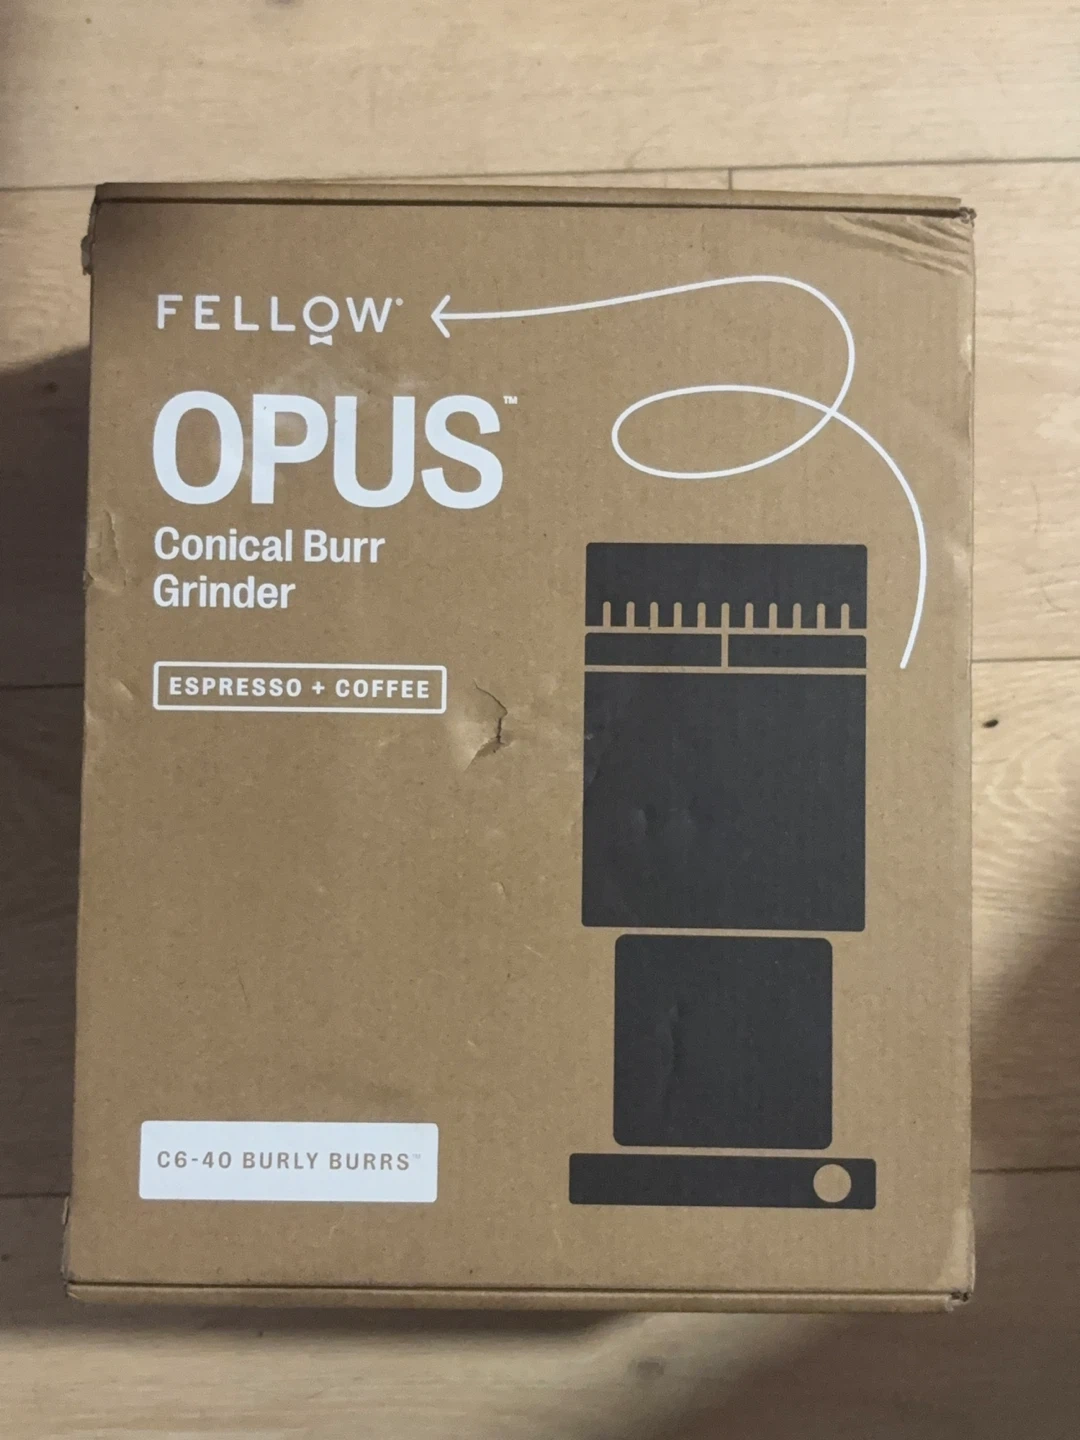 FELLOW®
OPUS™
Conical Burr
Grinder
ESPRESSO + COFFEE
C6-40 BURLY BURRS™